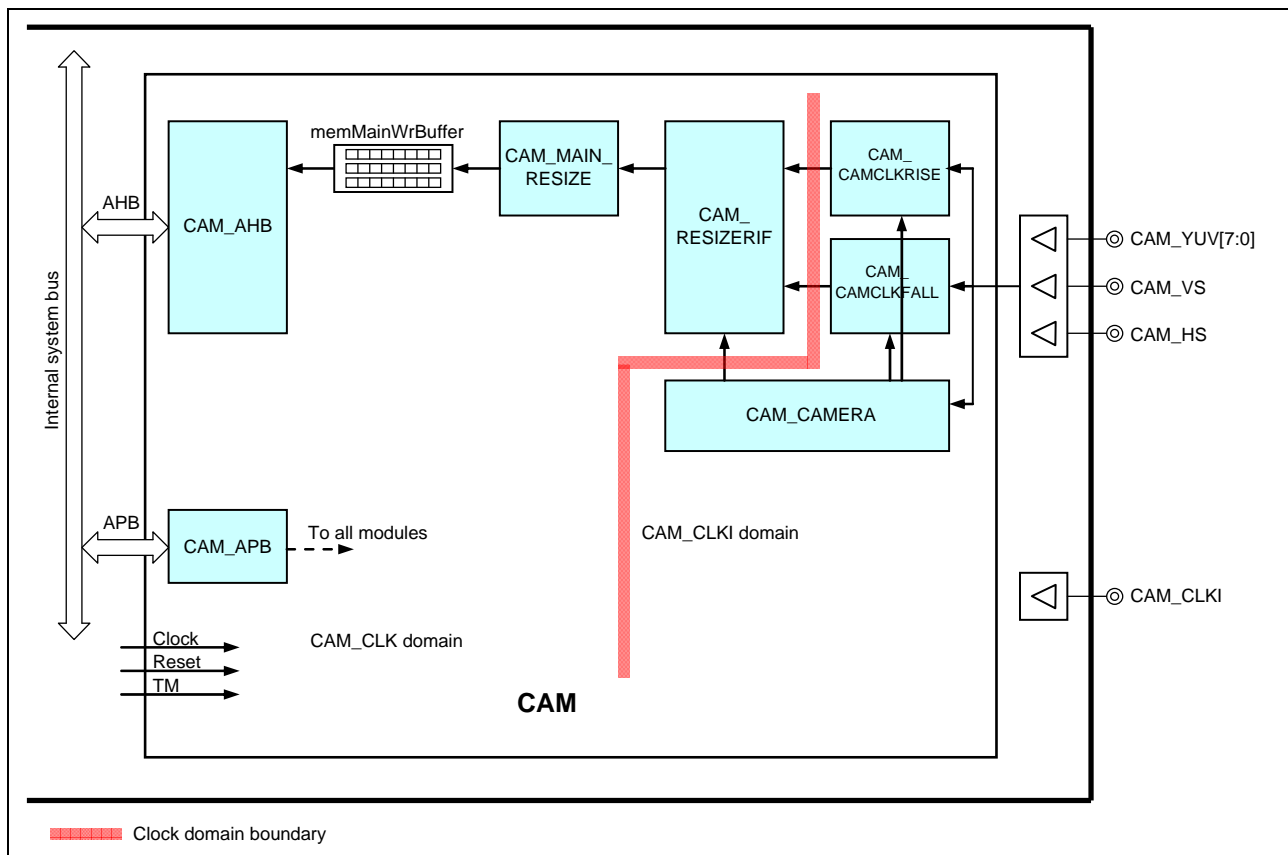 memMainWrBuffer
CAM_MAIN_
RESIZE
CAM_
RESIZERIF
CAM_
CAMCLKRISE
CAM_
CAMCLKFALL
CAM_AHB
AHB
Internal system bus
CAM_YUV[7:0]
CAM_VS
CAM_HS
CAM_CAMERA
APB
CAM_APB
To all modules
CAM_CLKI domain
CAM_CLKI
Clock
Reset
TM
CAM_CLK domain
CAM
Clock domain boundary